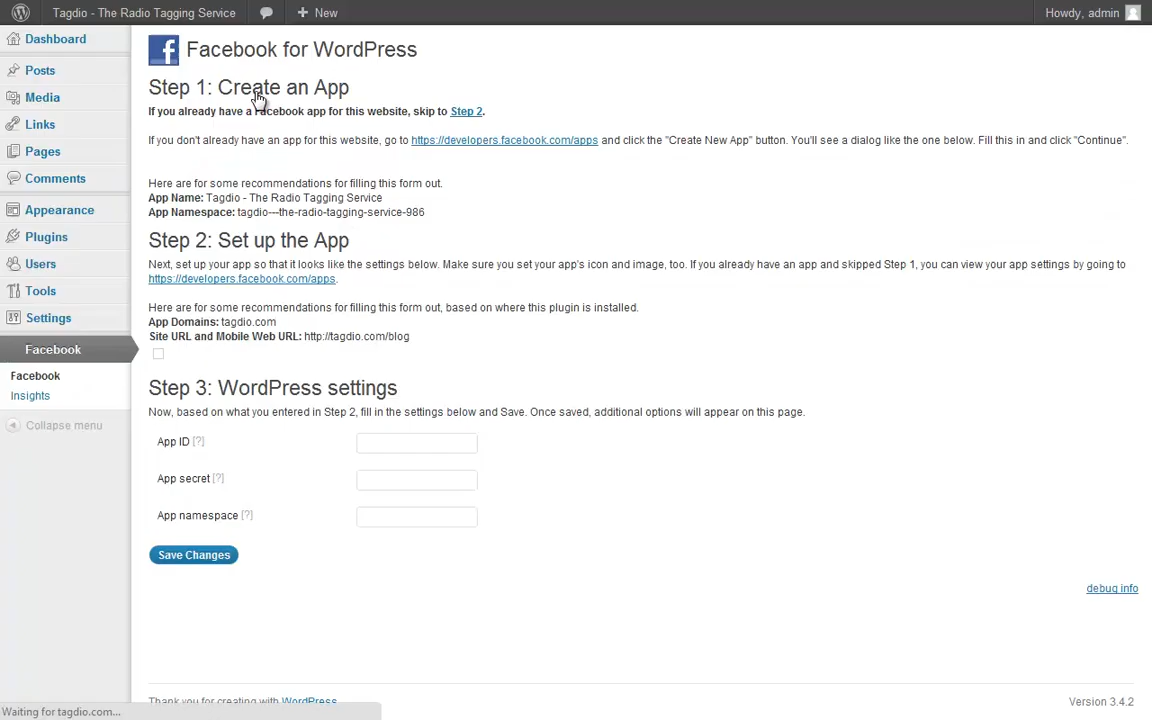 Tagdio - The Radio Tagging Service
New
Howdy, admin
Dashboard
Posts
Media
Links
Pages
Comments
Appearance
Plugins
Users
Tools
Settings
Facebook
Facebook
Insights
Collapse menu
Facebook for WordPress
Step 1: Create an App
If you already have a Facebook app for this website, skip to Step 2.
If you don't already have an app for this website, go to https://developers.facebook.com/apps and click the "Create New App" button. You'll see a dialog like the one below. Fill this in and click "Continue".
Here are for some recommendations for filling this form out.
App Name: Tagdio - The Radio Tagging Service
App Namespace: tagdio---the-radio-tagging-service-986
Step 2: Set up the App
Next, set up your app so that it looks like the settings below. Make sure you set your app's icon and image, too. If you already have an app and skipped Step 1, you can view your app settings by going to
https://developers.facebook.com/apps.
Here are for some recommendations for filling this form out, based on where this plugin is installed.
App Domains: tagdio.com
Site URL and Mobile Web URL: http://tagdio.com/blog
Step 3: WordPress settings
Now, based on what you entered in Step 2, fill in the settings below and Save. Once saved, additional options will appear on this page.
App ID [?]
App secret [?]
App namespace [?]
Save Changes
debug info
Thank you for creating with WordPress
Version 3.4.2
Waiting for tagdio.com...